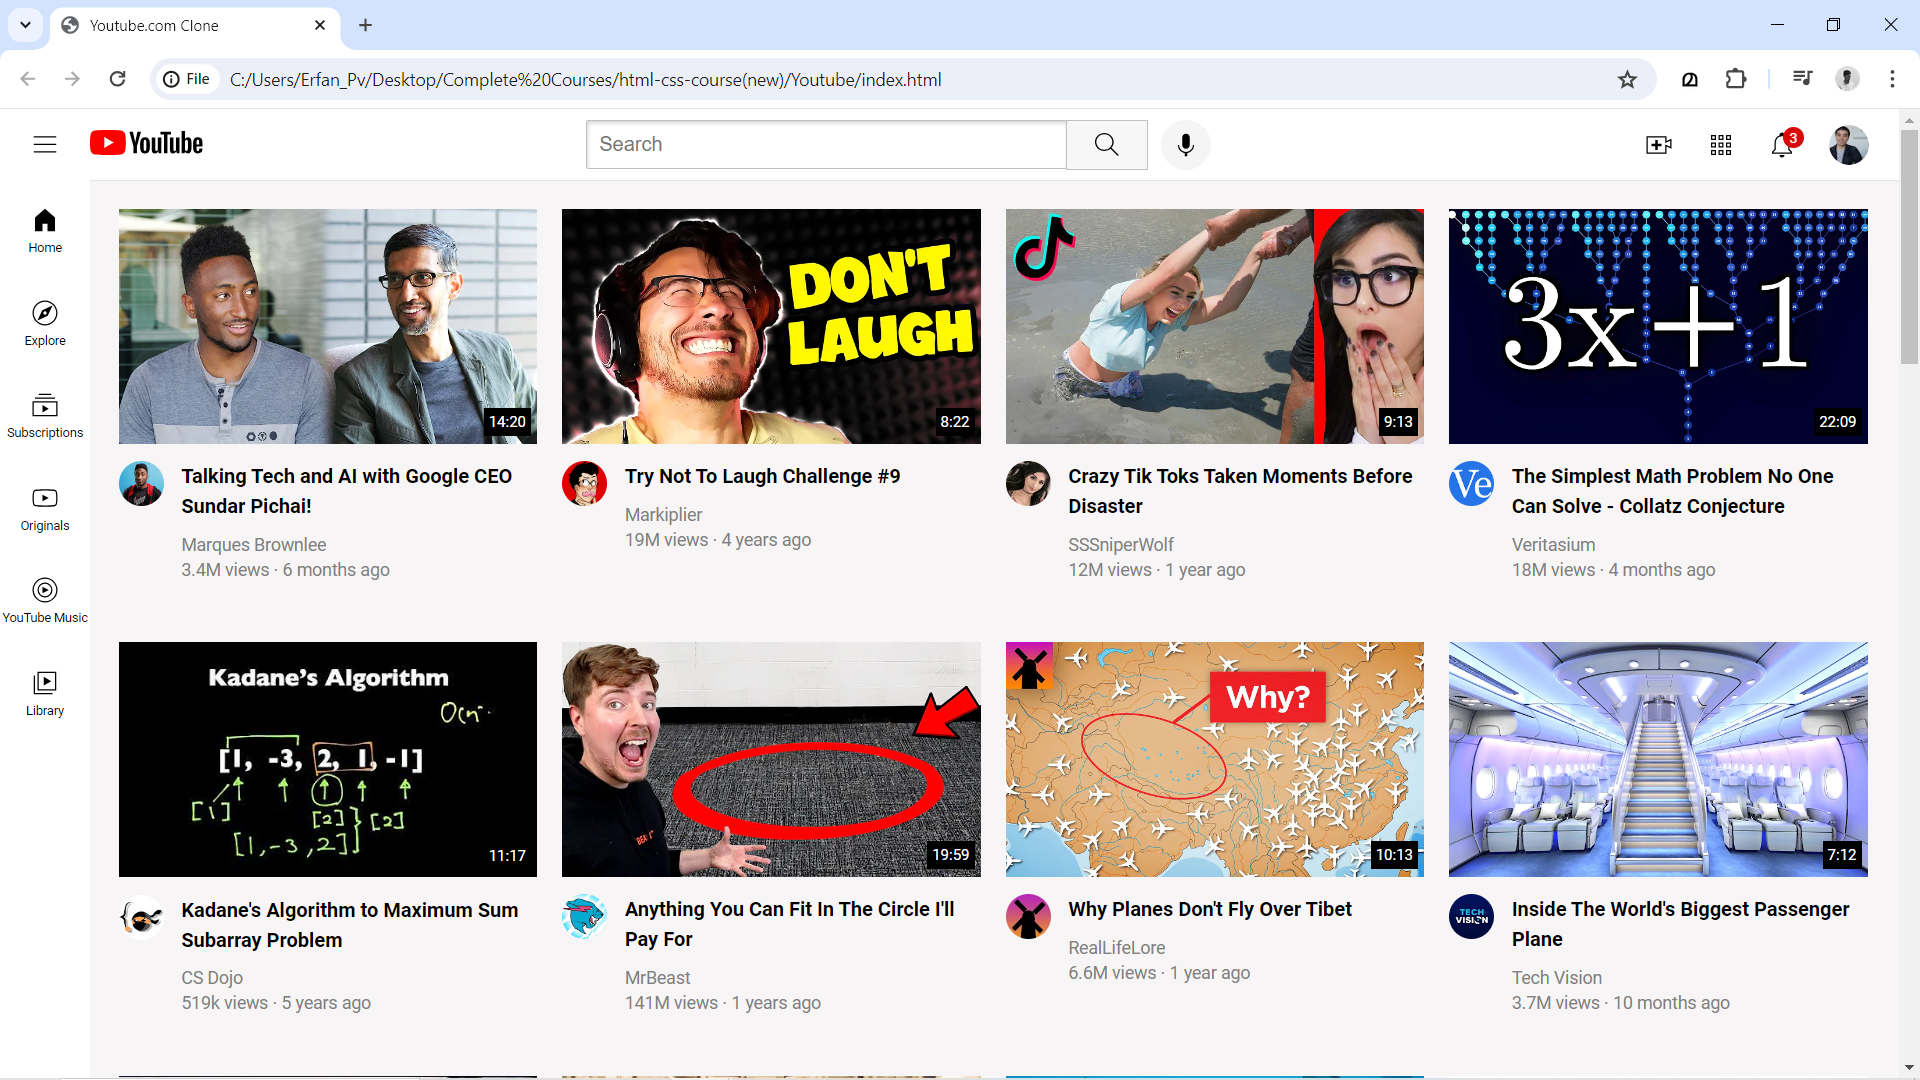 Youtube.com Clone
File
C:/Users/Erfan_Pv/Desktop/Complete%20Courses/html-css-course(new)/Youtube/index.html
YouTube
Search
3
Home
Explore
Subscriptions
Originals
YouTube Music
Library
14:20
Talking Tech and AI with Google CEO
Sundar Pichai!
Marques Brownlee
3.4M views · 6 months ago
DON'T
LAUGH
8:22
Try Not To Laugh Challenge #9
Markiplier
19M views · 4 years ago
9:13
Crazy Tik Toks Taken Moments Before
Disaster
SSSniperWolf
12M views · 1 year ago
3x+1
22:09
Ve
The Simplest Math Problem No One
Can Solve - Collatz Conjecture
Veritasium
18M views · 4 months ago
Kadane's Algorithm
[1, -3, 2, 1, -1]
[1]
[2]
[2]
[1,-3,2]
11:17
Kadane's Algorithm to Maximum Sum
Subarray Problem
CS Dojo
519k views · 5 years ago
19:59
Anything You Can Fit In The Circle I'll
Pay For
MrBeast
141M views · 1 years ago
Why?
10:13
Why Planes Don't Fly Over Tibet
RealLifeLore
6.6M views · 1 year ago
7:12
TECH
VISION
Inside The World's Biggest Passenger
Plane
Tech Vision
3.7M views · 10 months ago